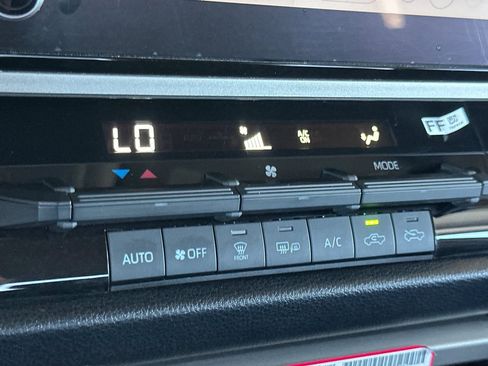 LO
A/C
ON
FF
MODE
AUTO
OFF
FRONT
A/C